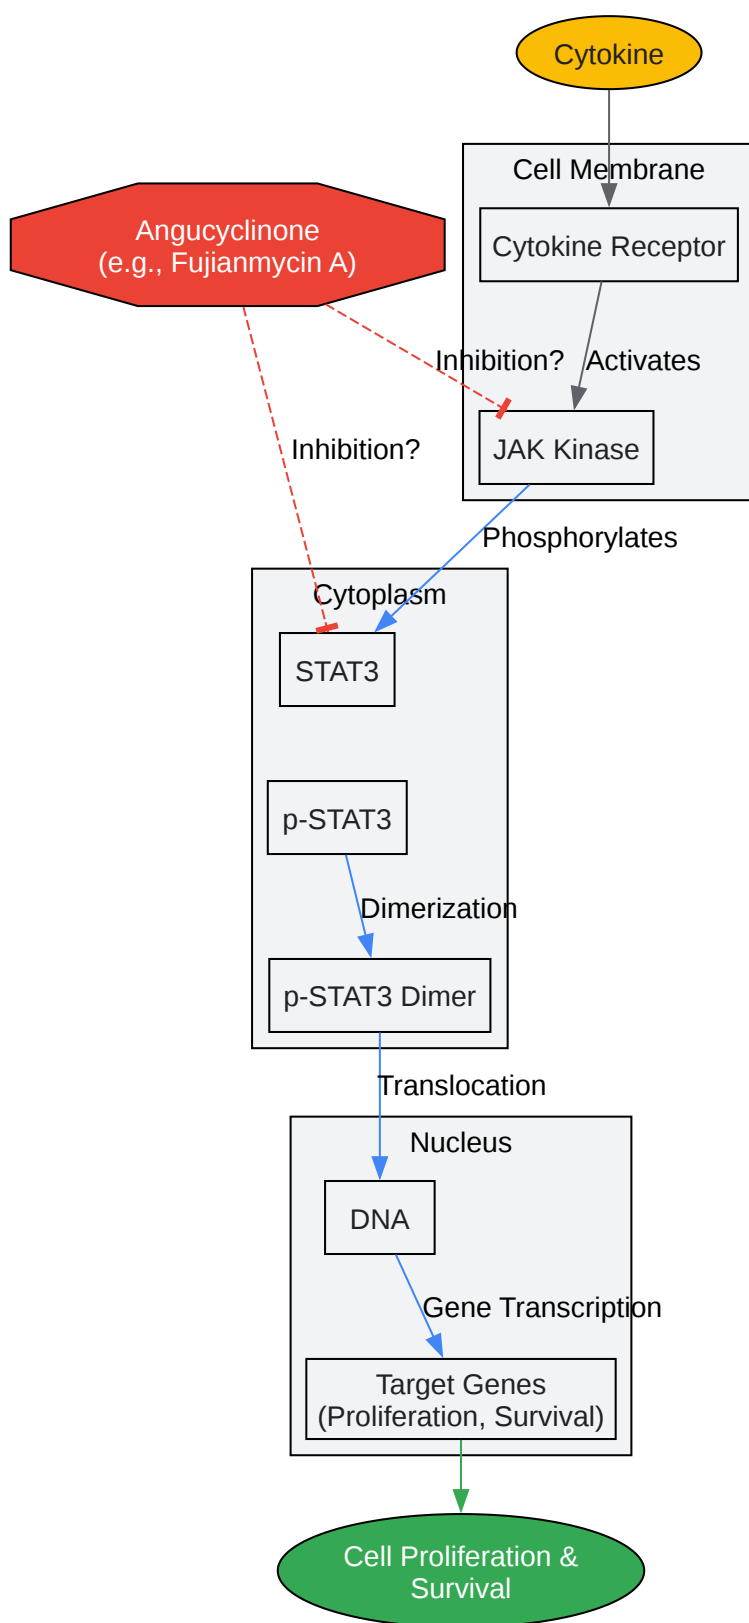 Cytokine
Cell Membrane
Angucyclinone
(e.g., Fujianmycin A)
Cytokine Receptor
Inhibition?
Activates
Inhibition?
JAK Kinase
Phosphorylates
Cytoplasm
STAT3
p-STAT3
Dimerization
p-STAT3 Dimer
Translocation
Nucleus
DNA
Gene Transcription
Target Genes
(Proliferation, Survival)
Cell Proliferation &
Survival